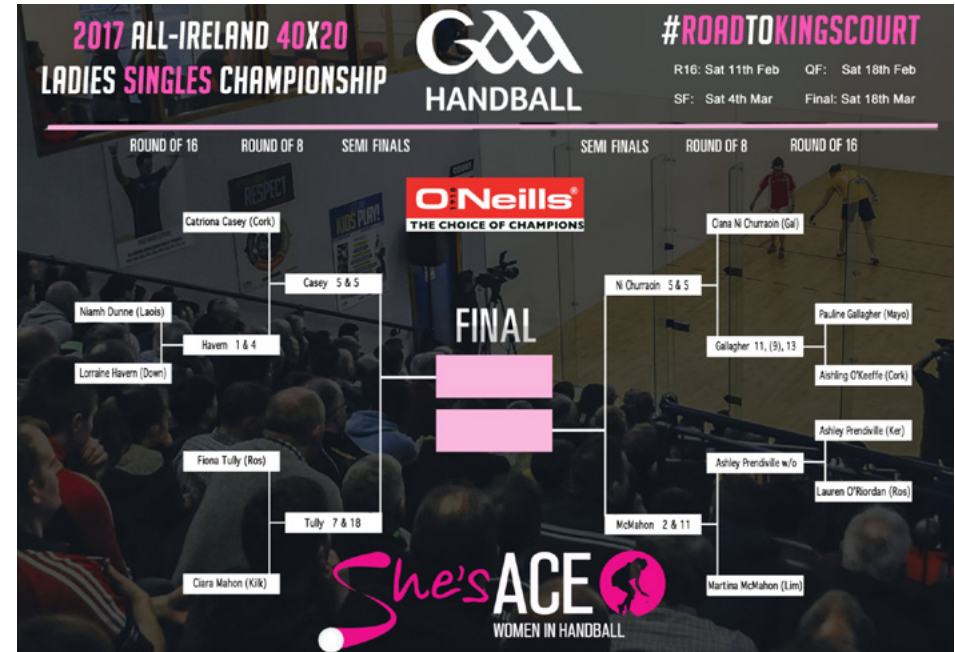 2017 ALL-IRELAND 40X20
LADIES SINGLES CHAMPIONSHIP
GAA
HANDBALL
#ROADTOKINGSCOURT
R16: Sat 11th Feb QF: Sat 18th Feb
SF: Sat 4th Mar Final: Sat 18th Mar
ROUND OF 16 ROUND OF 8 SEMI FINALS
SEMI FINALS ROUND OF 8 ROUND OF 16
RESPECT
KIDS PLAY!
O'Neills
1918
THE CHOICE OF CHAMPIONS
Catriona Casey (Cork)
Casey 5 & 5
Niamh Dunne (Laois)
Havern 1 & 4
Lorraine Havern (Down)
Fiona Tully (Ros)
Tully 7 & 18
Ciara Mahon (Kilk)
FINAL
Ciana Ni Churraoin (Gal)
Ni Churraoin 5 & 5
Pauline Gallagher (Mayo)
Gallagher 11, (9), 13
Aishling O'Keeffe (Cork)
Ashley Prendiville (Ker)
Ashley Prendiville w/o
Lauren O'Riordan (Ros)
McMahon 2 & 11
Martina McMahon (Lim)
She's ACE
WOMEN IN HANDBALL